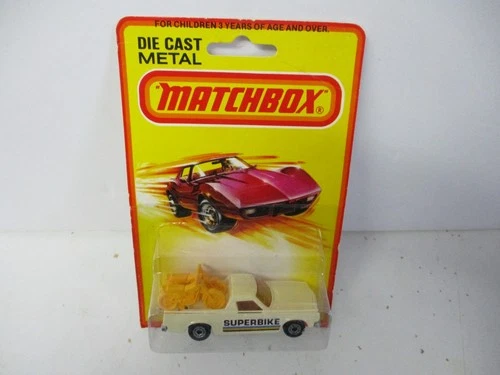 FOR CHILDREN 3 YEARS OF AGE AND OVER.
DIE CAST
METAL
"MATCHBOX"®
SUPERBIKE